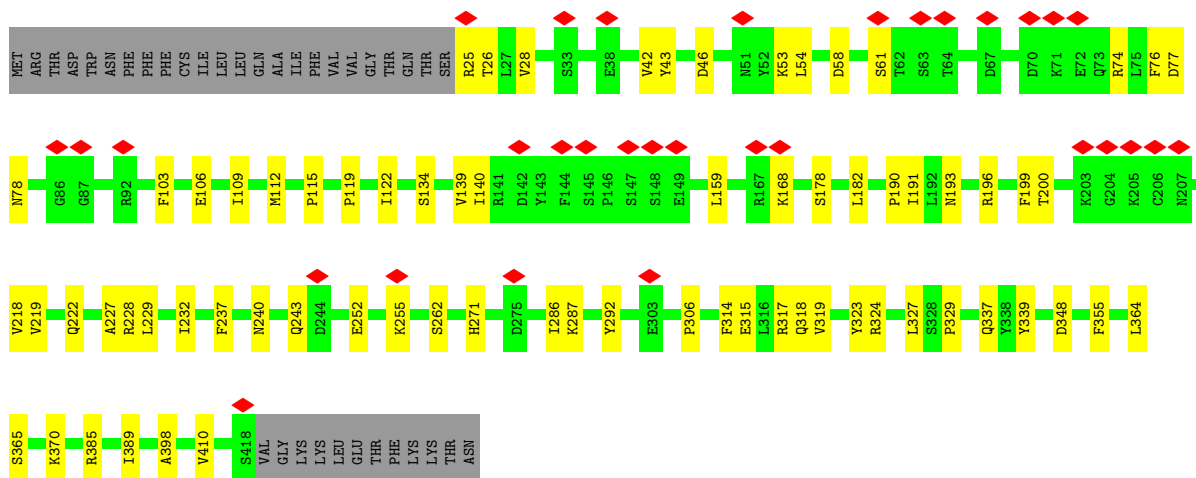 MET ARG THR ASP TRP ASN PHE PHE PHE CYS ILE LEU LEU GLN ALA ILE PHE VAL VAL GLY THR GLN THR SER R25 T26 L27 V28 S33 E38 V42 Y43 D46 N51 Y52 K53 L54 D58 S61 T62 S63 T64 D67 D70 K71 E72 Q73 R74 L75 F76 D77
N78 G86 G87 R92 F103 E106 I109 M112 P115 P119 I122 S134 V139 I140 R141 D142 Y143 F144 S145 P146 S147 S148 E149 L159 R167 K168 S178 L182 P190 I191 L192 N193 R196 F199 T200 K203 G204 K205 C206 N207
V218 V219 Q222 A227 R228 L229 I232 F237 N240 Q243 D244 E252 K255 S262 H271 D275 I286 K287 Y292 E303 P306 F314 E315 L316 R317 Q318 V319 Y323 R324 L327 S328 P329 Q337 Y338 Y339 D348 F355 L364
S365 K370 R385 I389 A398 V410 S418 VAL GLY LYS LYS LEU GLU THR PHE LYS LYS THR ASN